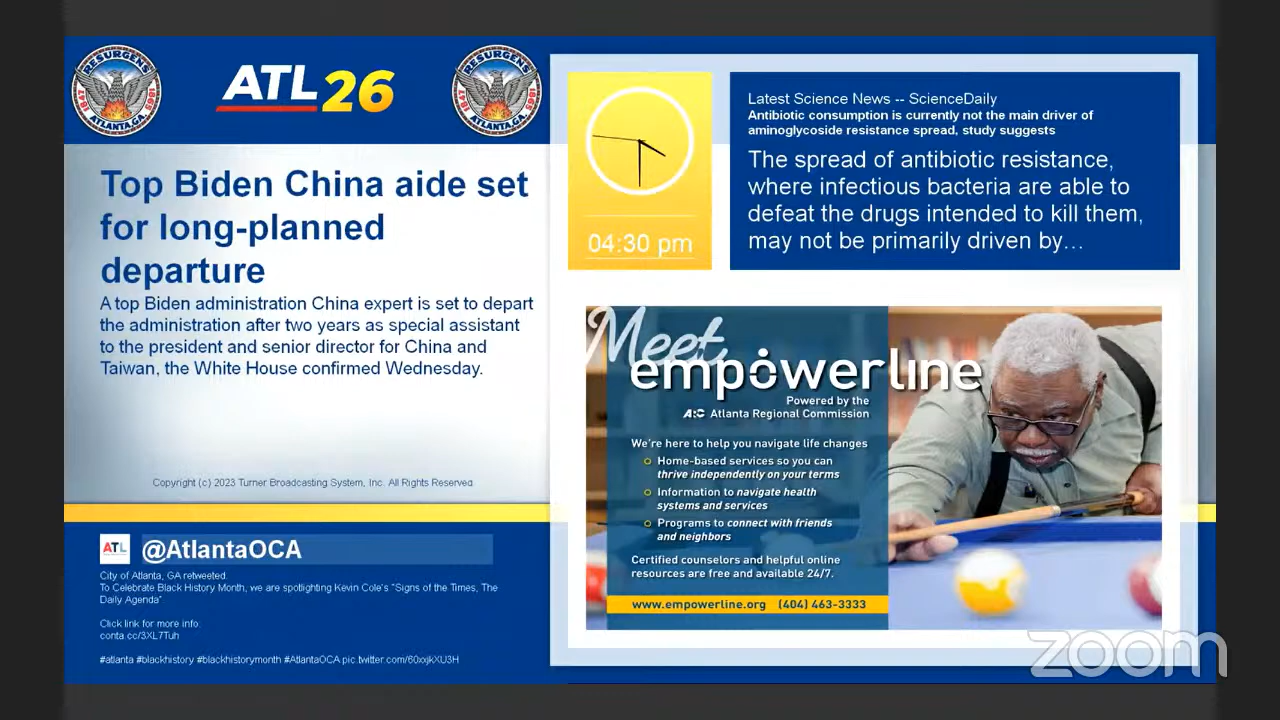 RESURGENS
1847 1865
ATLANTA, GA.
ATL 26
RESURGENS
1847 1865
ATLANTA, GA.
Top Biden China aide set
for long-planned
departure
A top Biden administration China expert is set to depart
the administration after two years as special assistant
to the president and senior director for China and
Taiwan, the White House confirmed Wednesday.
Copyright (c) 2023 Turner Broadcasting System, Inc. All Rights Reserved.
ATL @AtlantaOCA
City of Atlanta, GA retweeted.
To Celebrate Black History Month, we are spotlighting Kevin Cole's "Signs of the Times, The
Daily Agenda"
Click link for more info:
conta.cc/3XL7Tuh
#atlanta #blackhistory #blackhistorymonth #AtlantaOCA pic.twitter.com/60xxjkXU3H
04:30 pm
Latest Science News -- ScienceDaily
Antibiotic consumption is currently not the main driver of
aminoglycoside resistance spread, study suggests
The spread of antibiotic resistance,
where infectious bacteria are able to
defeat the drugs intended to kill them,
may not be primarily driven by…
Meet
empowerline
Powered by the
ARC Atlanta Regional Commission
We're here to help you navigate life changes
Home-based services so you can
thrive independently on your terms
Information to navigate health
systems and services
Programs to connect with friends
and neighbors
Certified counselors and helpful online
resources are free and available 24/7.
www.empowerline.org (404) 463-3333
zoom